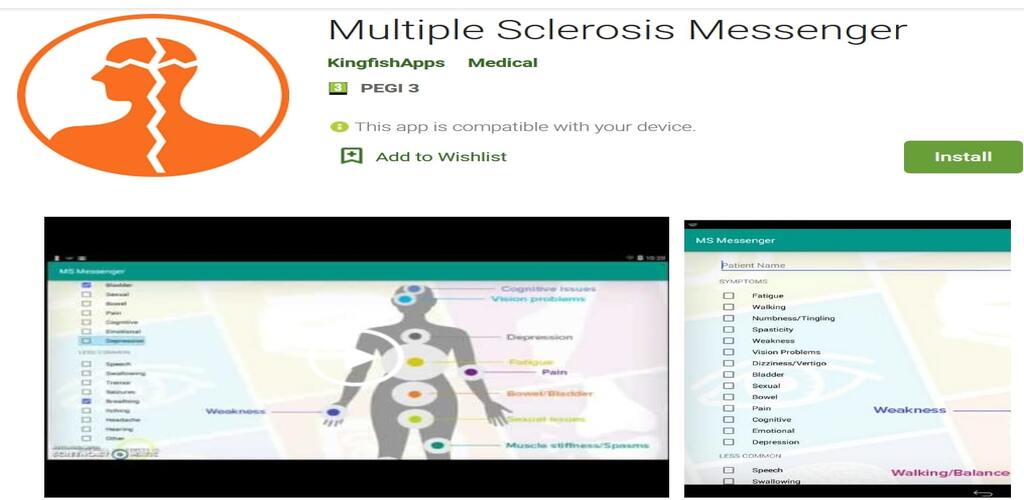 Multiple Sclerosis Messenger
KingfishApps Medical
3 PEGI 3
This app is compatible with your device.
Add to Wishlist
Install
MS Messenger
Bladder
Sexual
Bowel
Pain
Cognitive
Emotional
Depression
LESS COMMON
Speech
Swallowing
Tremor
Seizures
Breathing
Itching
Headache
Hearing
Other
Cognitive Issues
Vision problems
Depression
Fatigue
Pain
Bowel/Bladder
Weakness
Sexual issues
Muscle stiffness/Spasms
MS Messenger
Patient Name
SYMPTOMS
Fatigue
Walking
Numbness/Tingling
Spasticity
Weakness
Vision Problems
Dizziness/Vertigo
Bladder
Sexual
Bowel
Pain
Cognitive
Emotional
Depression
LESS COMMON
Speech
Swallowing
Weakness
Walking/Balance